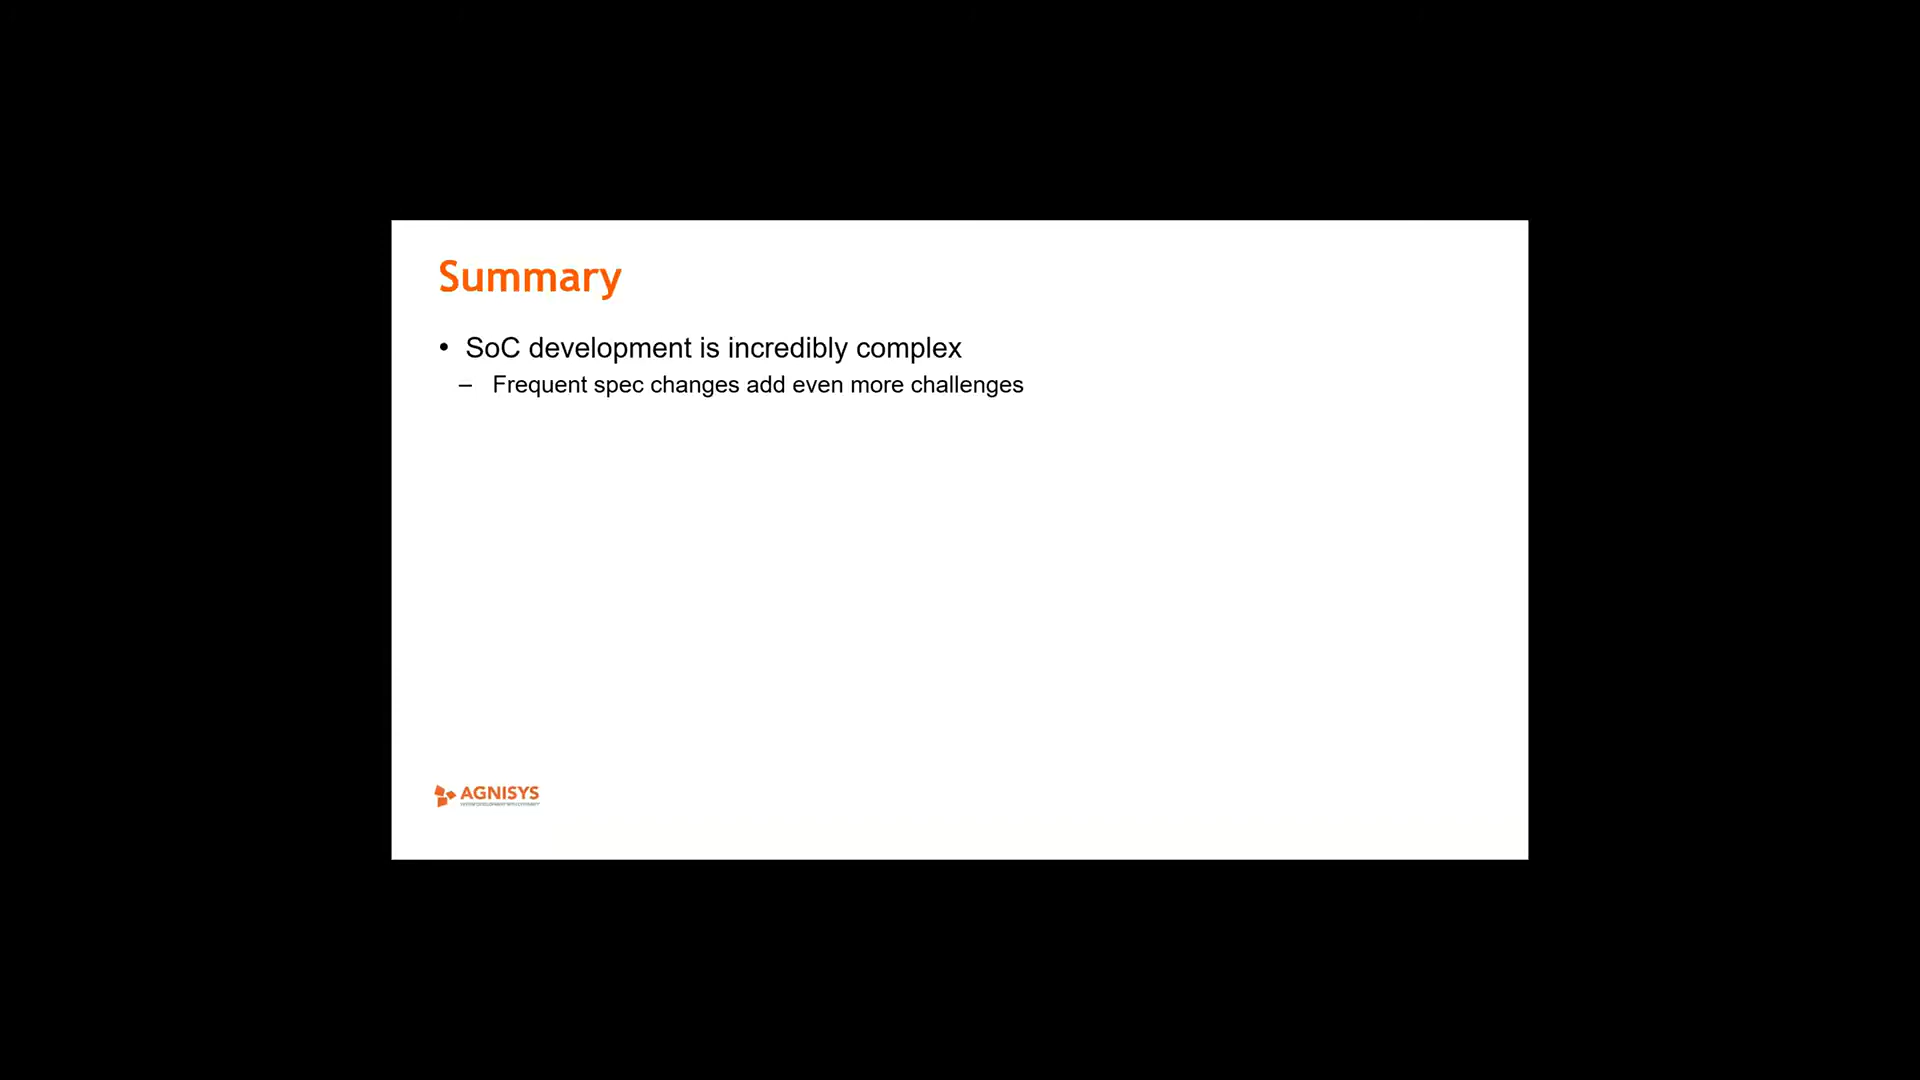 Summary
• SoC development is incredibly complex
– Frequent spec changes add even more challenges
AGNISYS